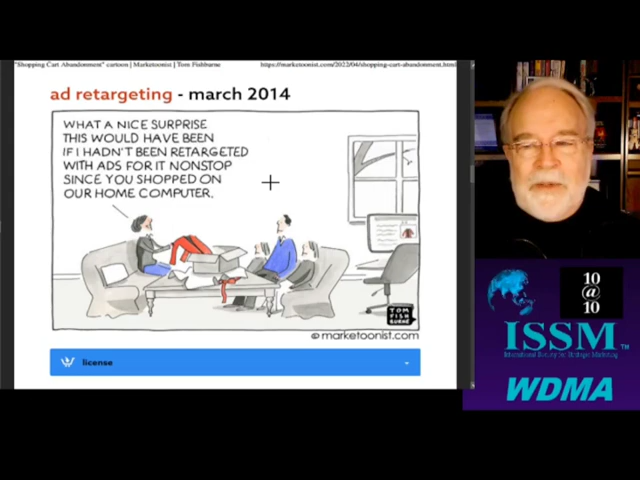 "Shopping Cart Abandonment" cartoon | Marketoonist | Tom Fishburne
https://marketoonist.com/2022/04/shopping-cart-abandonment.html
ad retargeting - march 2014
WHAT A NICE SURPRISE
THIS WOULD HAVE BEEN
IF I HADN'T BEEN RETARGETED
WITH ADS FOR IT NONSTOP
SINCE YOU SHOPPED ON
OUR HOME COMPUTER.
TOM
FISH
BURNE
© marketoonist.com
license
10
@
10
ISSM TM
International Society for Strategic Marketing
WDMA